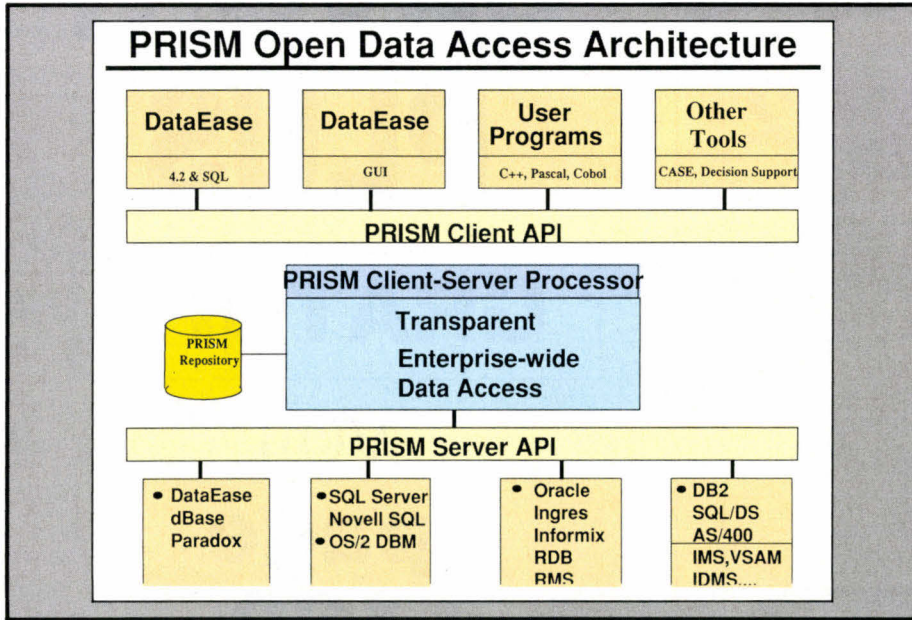 PRISM Open Data Access Architecture
DataEase
4.2 & SQL
DataEase
GUI
User
Programs
C++, Pascal, Cobol
Other
Tools
CASE, Decision Support
PRISM Client API
PRISM Client-Server Processor
Transparent
Enterprise-wide
Data Access
PRISM
Repository
PRISM Server API
• DataEase
dBase
Paradox
• SQL Server
Novell SQL
• OS/2 DBM
• Oracle
Ingres
Informix
RDB
RMS
• DB2
SQL/DS
AS/400
IMS,VSAM
IDMS....